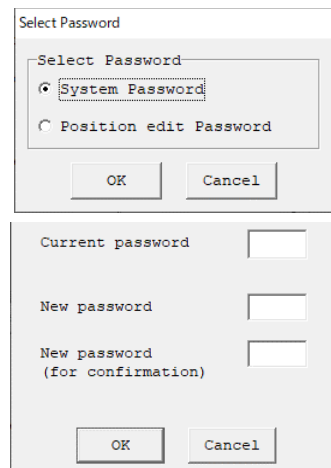 Select Password
Select Password
System Password
Position edit Password
OK Cancel
Current password
New password
New password
(for confirmation)
OK Cancel